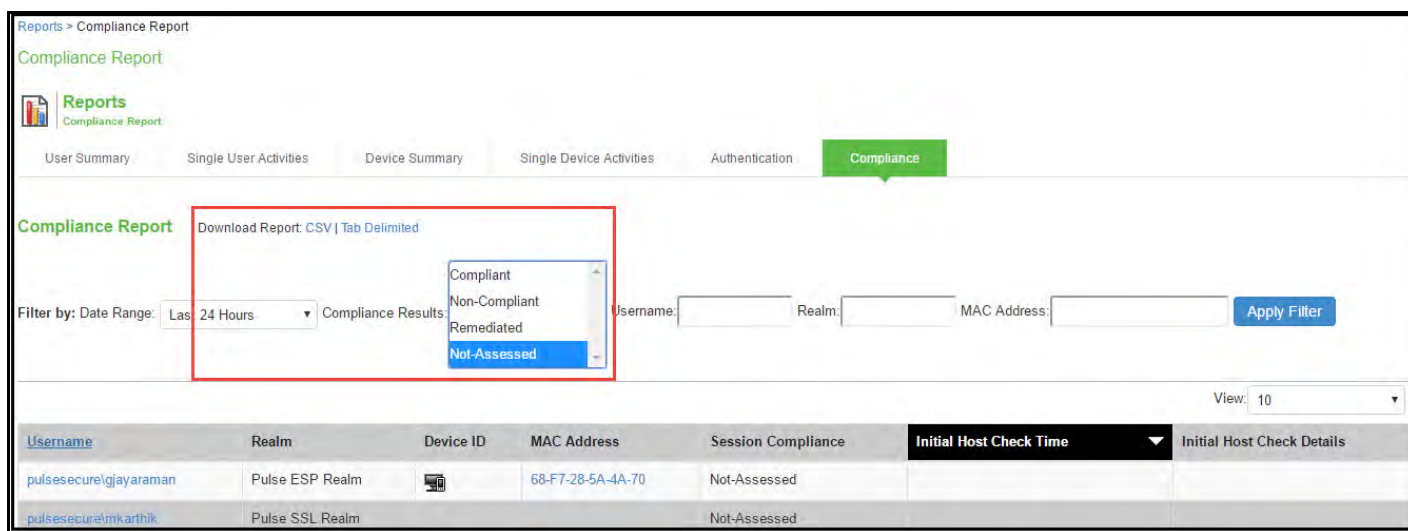 Reports > Compliance Report
Compliance Report
Reports
Compliance Report
User Summary Single User Activities Device Summary Single Device Activities Authentication Compliance
Compliance Report Download Report: CSV | Tab Delimited
Compliant
Non-Compliant
Filter by: Date Range: Last 24 Hours Compliance Results: Username: Realm: MAC Address: Apply Filter
Remediated
Not-Assessed
View: 10
Username Realm Device ID MAC Address Session Compliance Initial Host Check Time Initial Host Check Details
pulsesecure\gjayaraman Pulse ESP Realm 68-F7-28-5A-4A-70 Not-Assessed
pulsesecure\mkarthik Pulse SSL Realm Not-Assessed